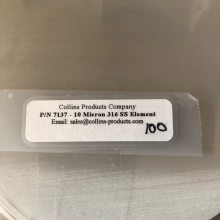 Collins Products Company
P/N 7137 - 10 Micron 316 SS Element
Email: sales@collins-products.com
100